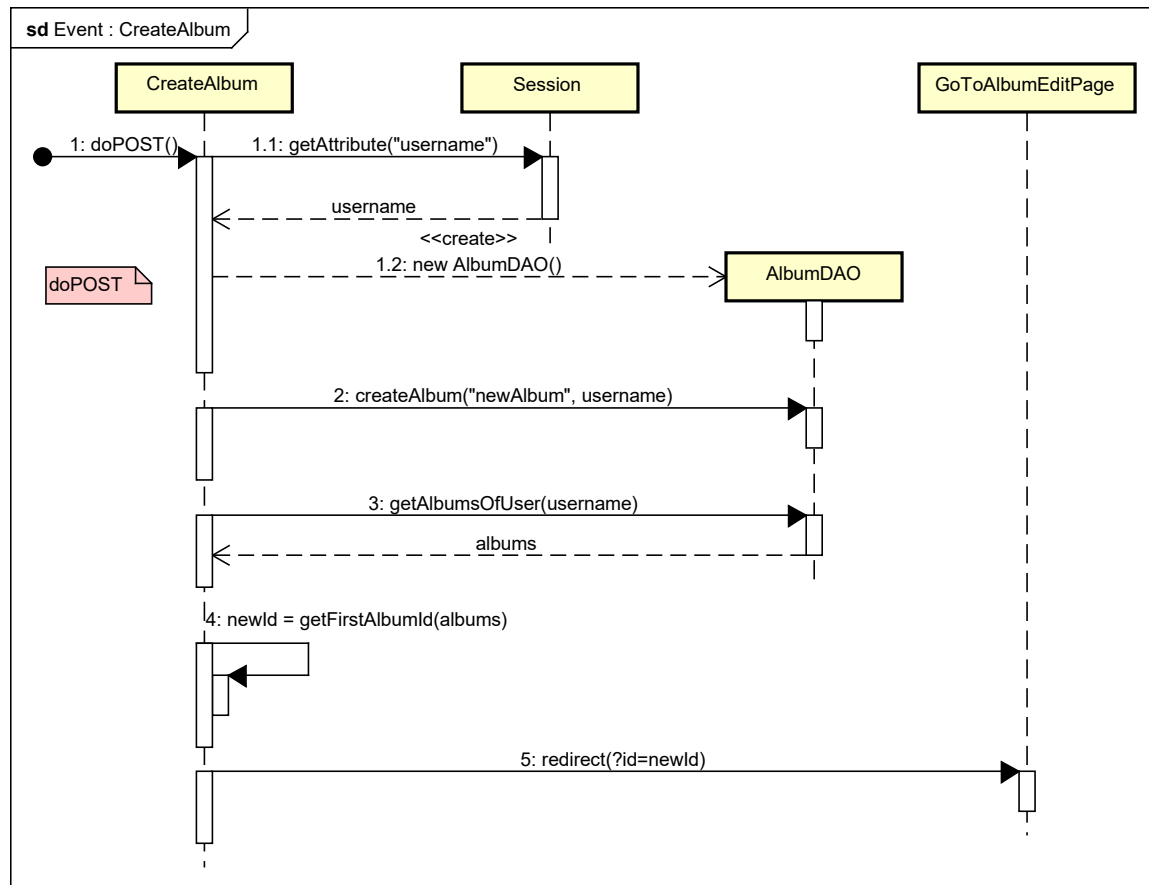 sd Event : CreateAlbum
CreateAlbum
Session
GoToAlbumEditPage
1: doPOST()
1.1: getAttribute("username")
username
<<create>>
1.2: new AlbumDAO()
AlbumDAO
doPOST
2: createAlbum("newAlbum", username)
3: getAlbumsOfUser(username)
albums
4: newId = getFirstAlbumId(albums)
5: redirect(?id=newId)